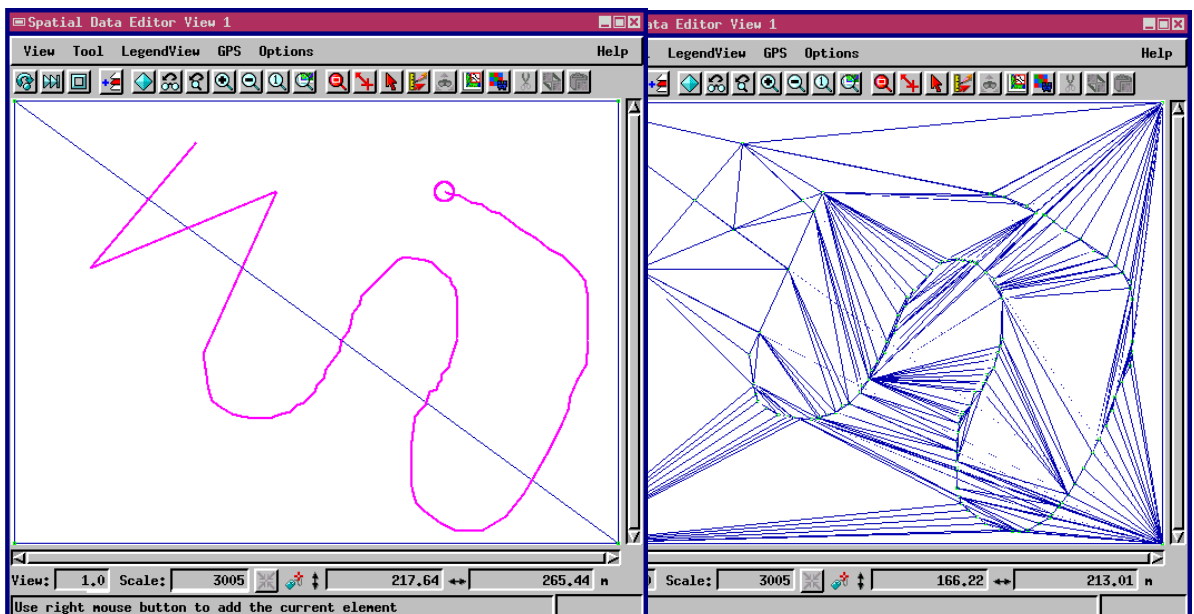 Spatial Data Editor View 1
View Tool LegendView GPS Options Help
View: 1.0 Scale: 3005 217.64 265.44 m
Use right mouse button to add the current element
ata Editor View 1
LegendView GPS Options Help
Scale: 3005 166.22 213.01 m